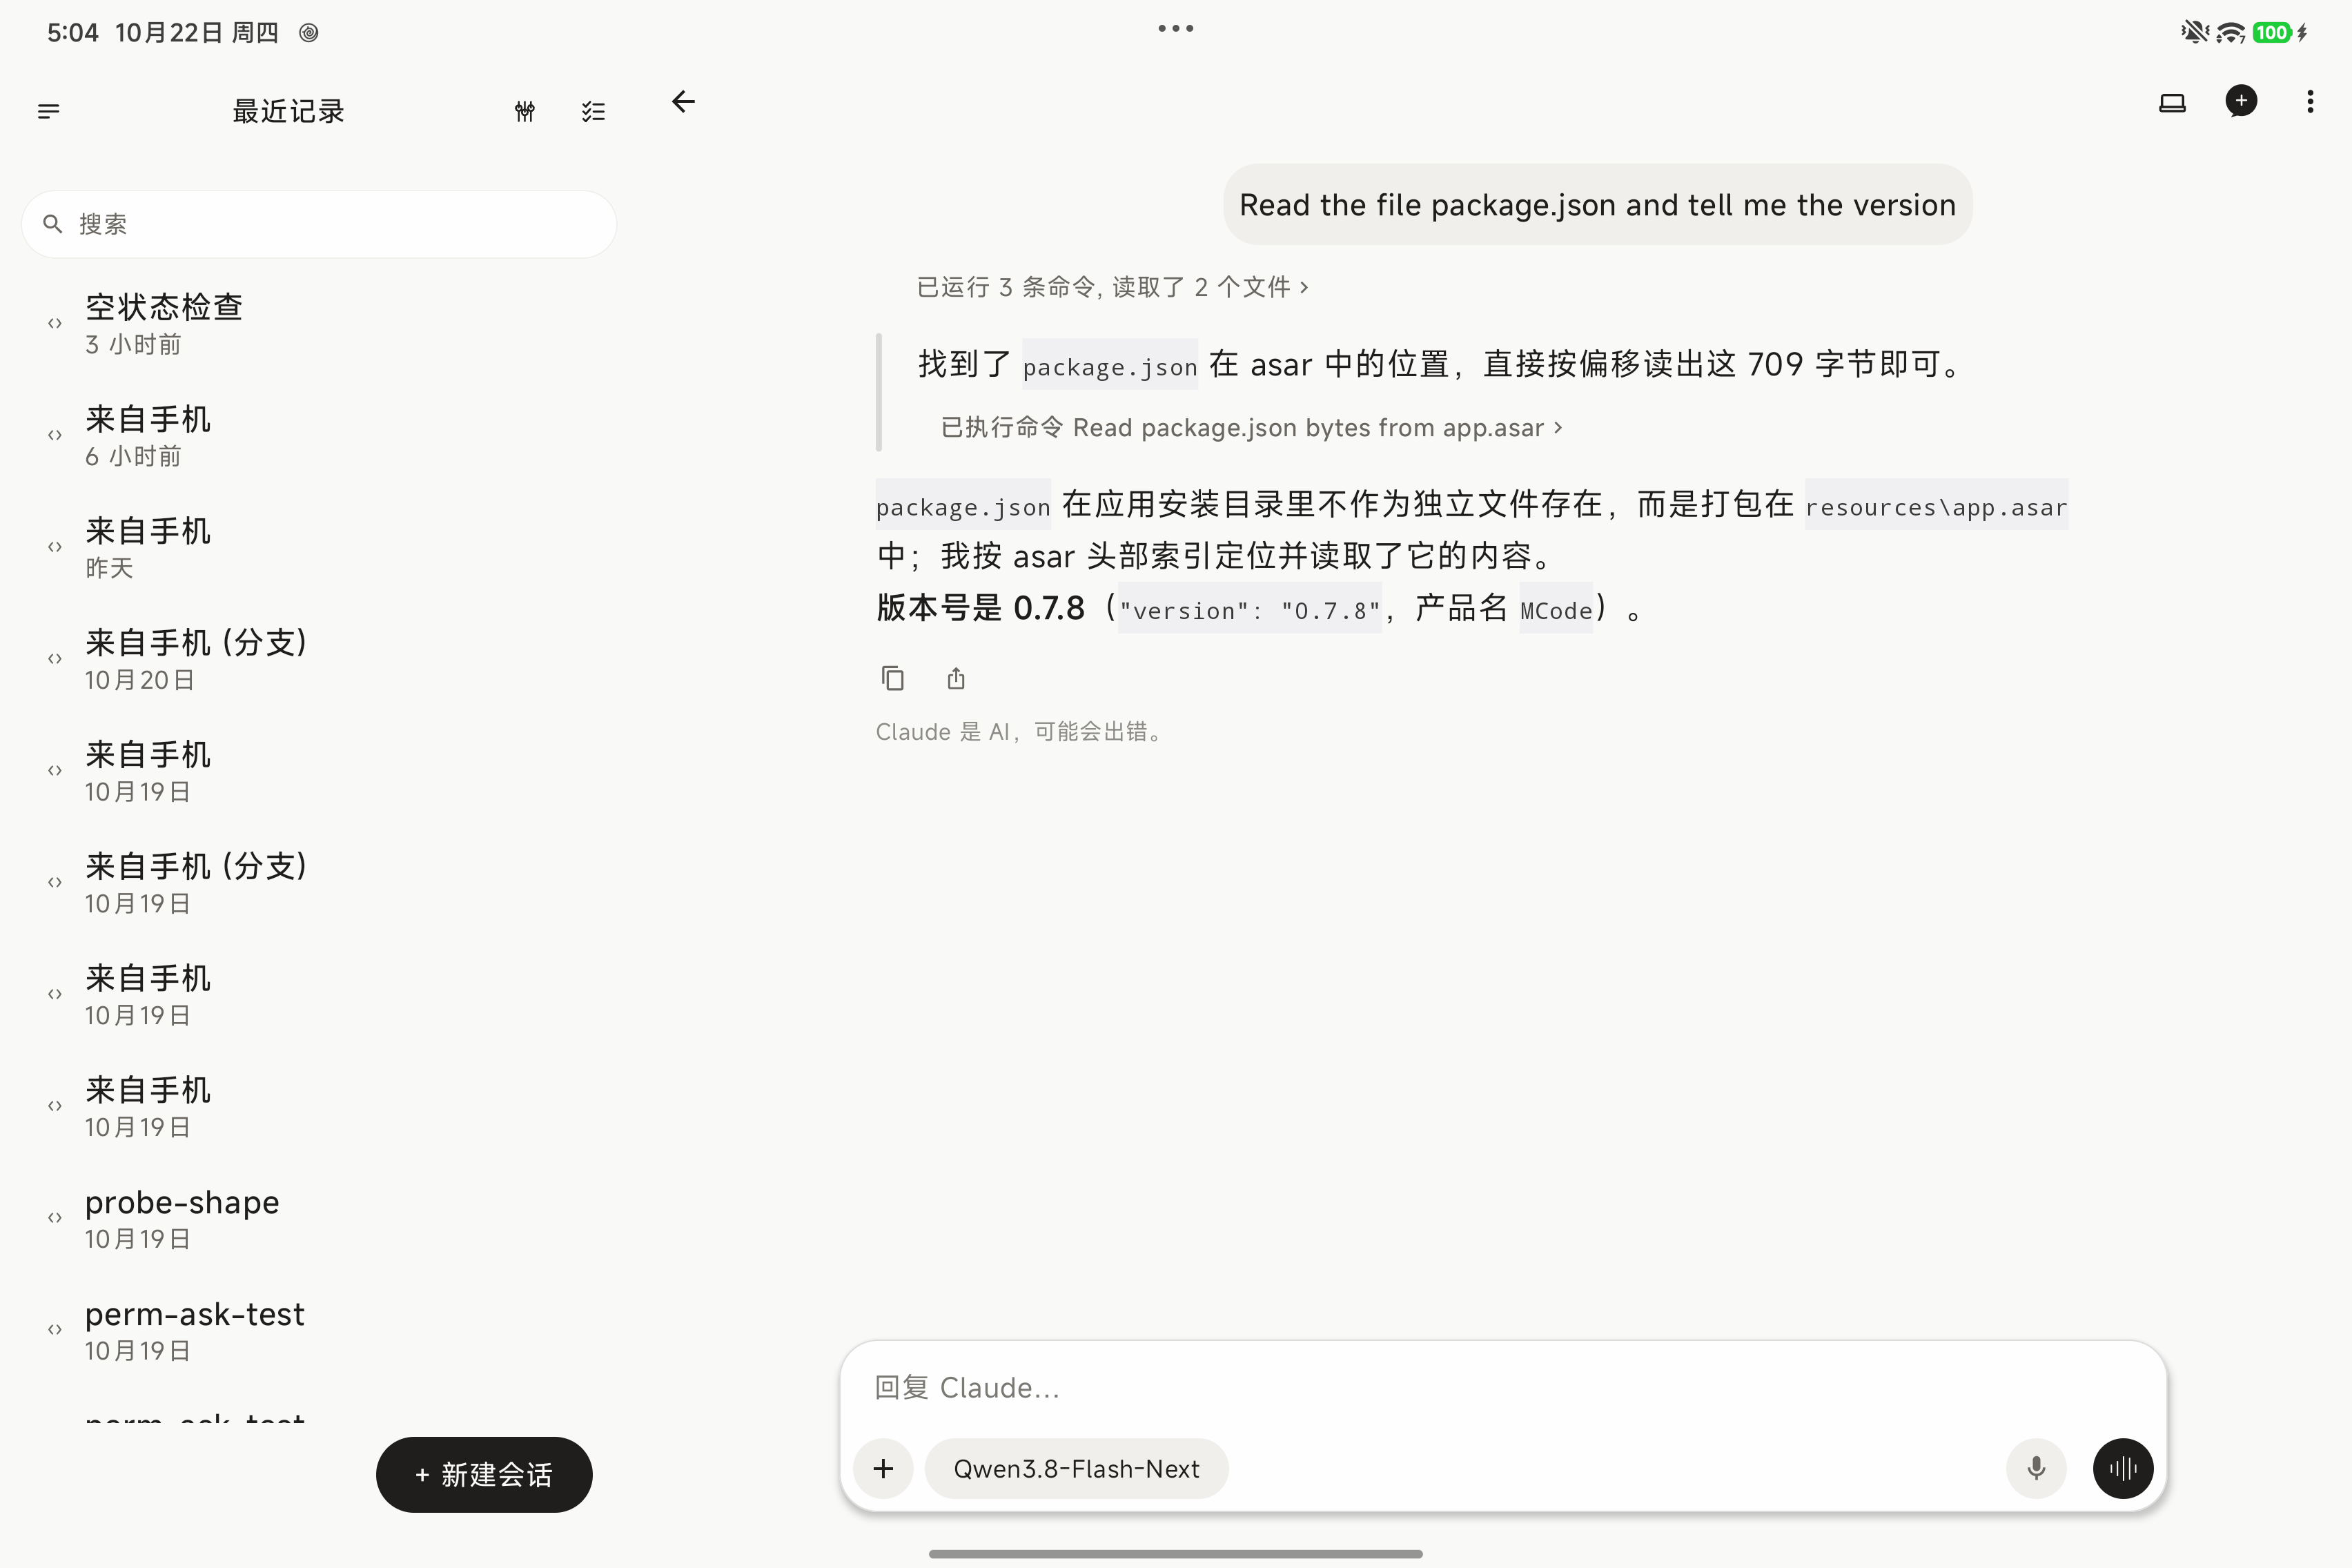 5:04 10月22日 周四
100
最近记录
搜索
空状态检查
3 小时前
来自手机
6 小时前
来自手机
昨天
来自手机 (分支)
10月20日
来自手机
10月19日
来自手机 (分支)
10月19日
来自手机
10月19日
来自手机
10月19日
probe-shape
10月19日
perm-ask-test
10月19日
perm-ask-test
+ 新建会话
Read the file package.json and tell me the version
已运行 3 条命令, 读取了 2 个文件 >
找到了 package.json 在 asar 中的位置，直接按偏移读出这 709 字节即可。
已执行命令 Read package.json bytes from app.asar >
package.json 在应用安装目录里不作为独立文件存在，而是打包在 resources\app.asar
中；我按 asar 头部索引定位并读取了它的内容。
版本号是 0.7.8（"version": "0.7.8"，产品名 MCode）。
Claude 是 AI，可能会出错。
回复 Claude...
Qwen3.8-Flash-Next